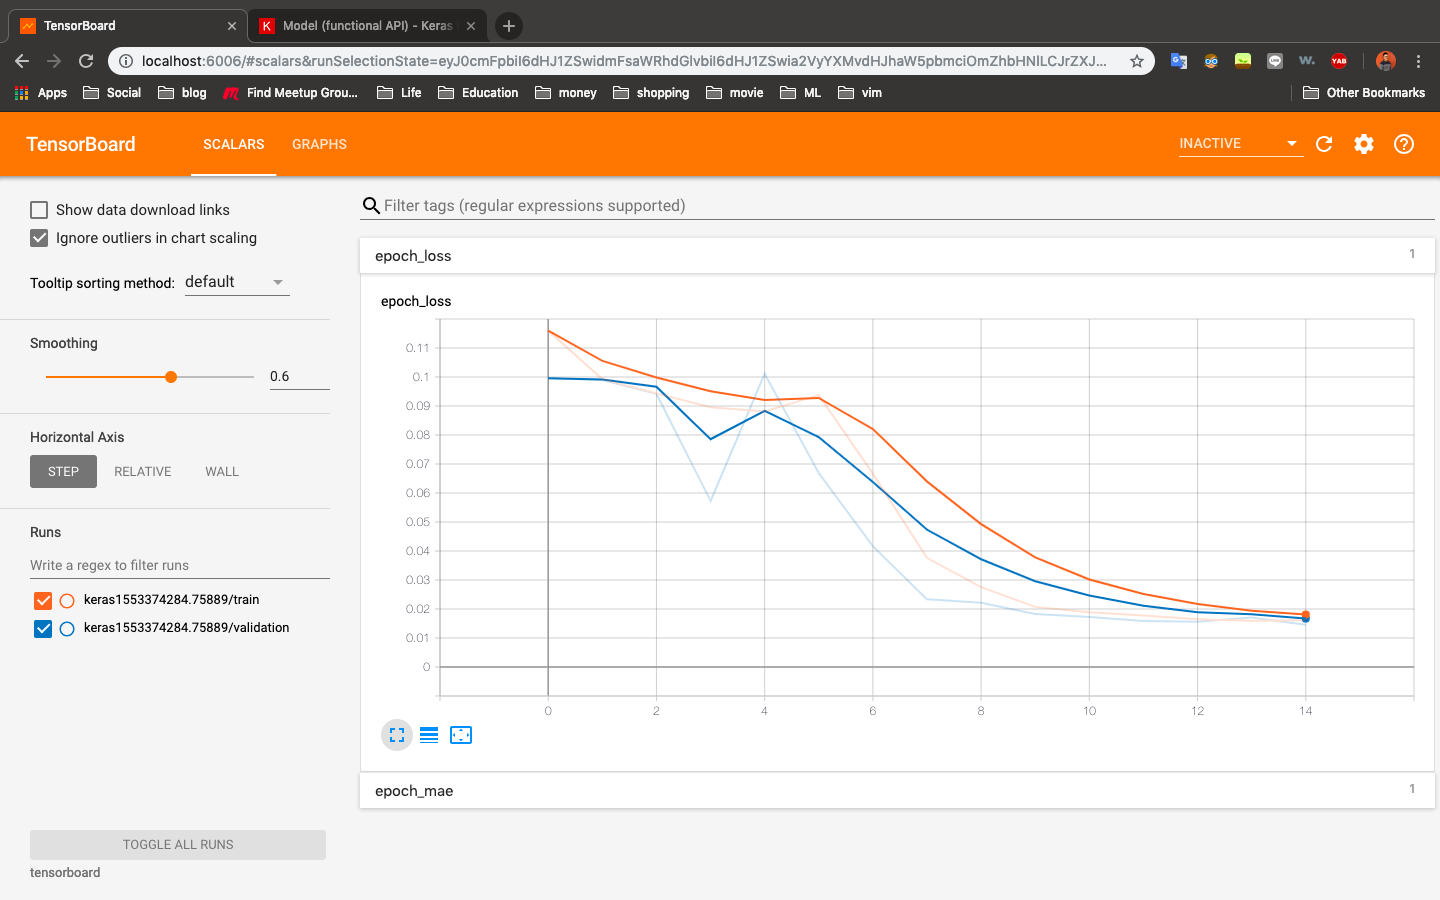 TensorBoard
Model (functional API) - Keras
localhost:6006/#scalars&runSelectionState=eyJ0cmFpbiI6dHJ1ZSwidmFsaWRhdGlvbiI6dHJ1ZSwia2VyYXMvdHJhaW5pbmciOmZhbHNlLCJrZXJ...
Apps Social blog Find Meetup Grou... Life Education money shopping movie ML vim Other Bookmarks
TensorBoard SCALARS GRAPHS INACTIVE
Show data download links
Ignore outliers in chart scaling
Tooltip sorting method: default
Smoothing
0.6
Horizontal Axis
STEP RELATIVE WALL
Runs
Write a regex to filter runs
keras1553374284.75889/train
keras1553374284.75889/validation
TOGGLE ALL RUNS
tensorboard
Filter tags (regular expressions supported)
epoch_loss 1
epoch_loss
0.11
0.1
0.09
0.08
0.07
0.06
0.05
0.04
0.03
0.02
0.01
0
0 2 4 6 8 10 12 14
epoch_mae 1